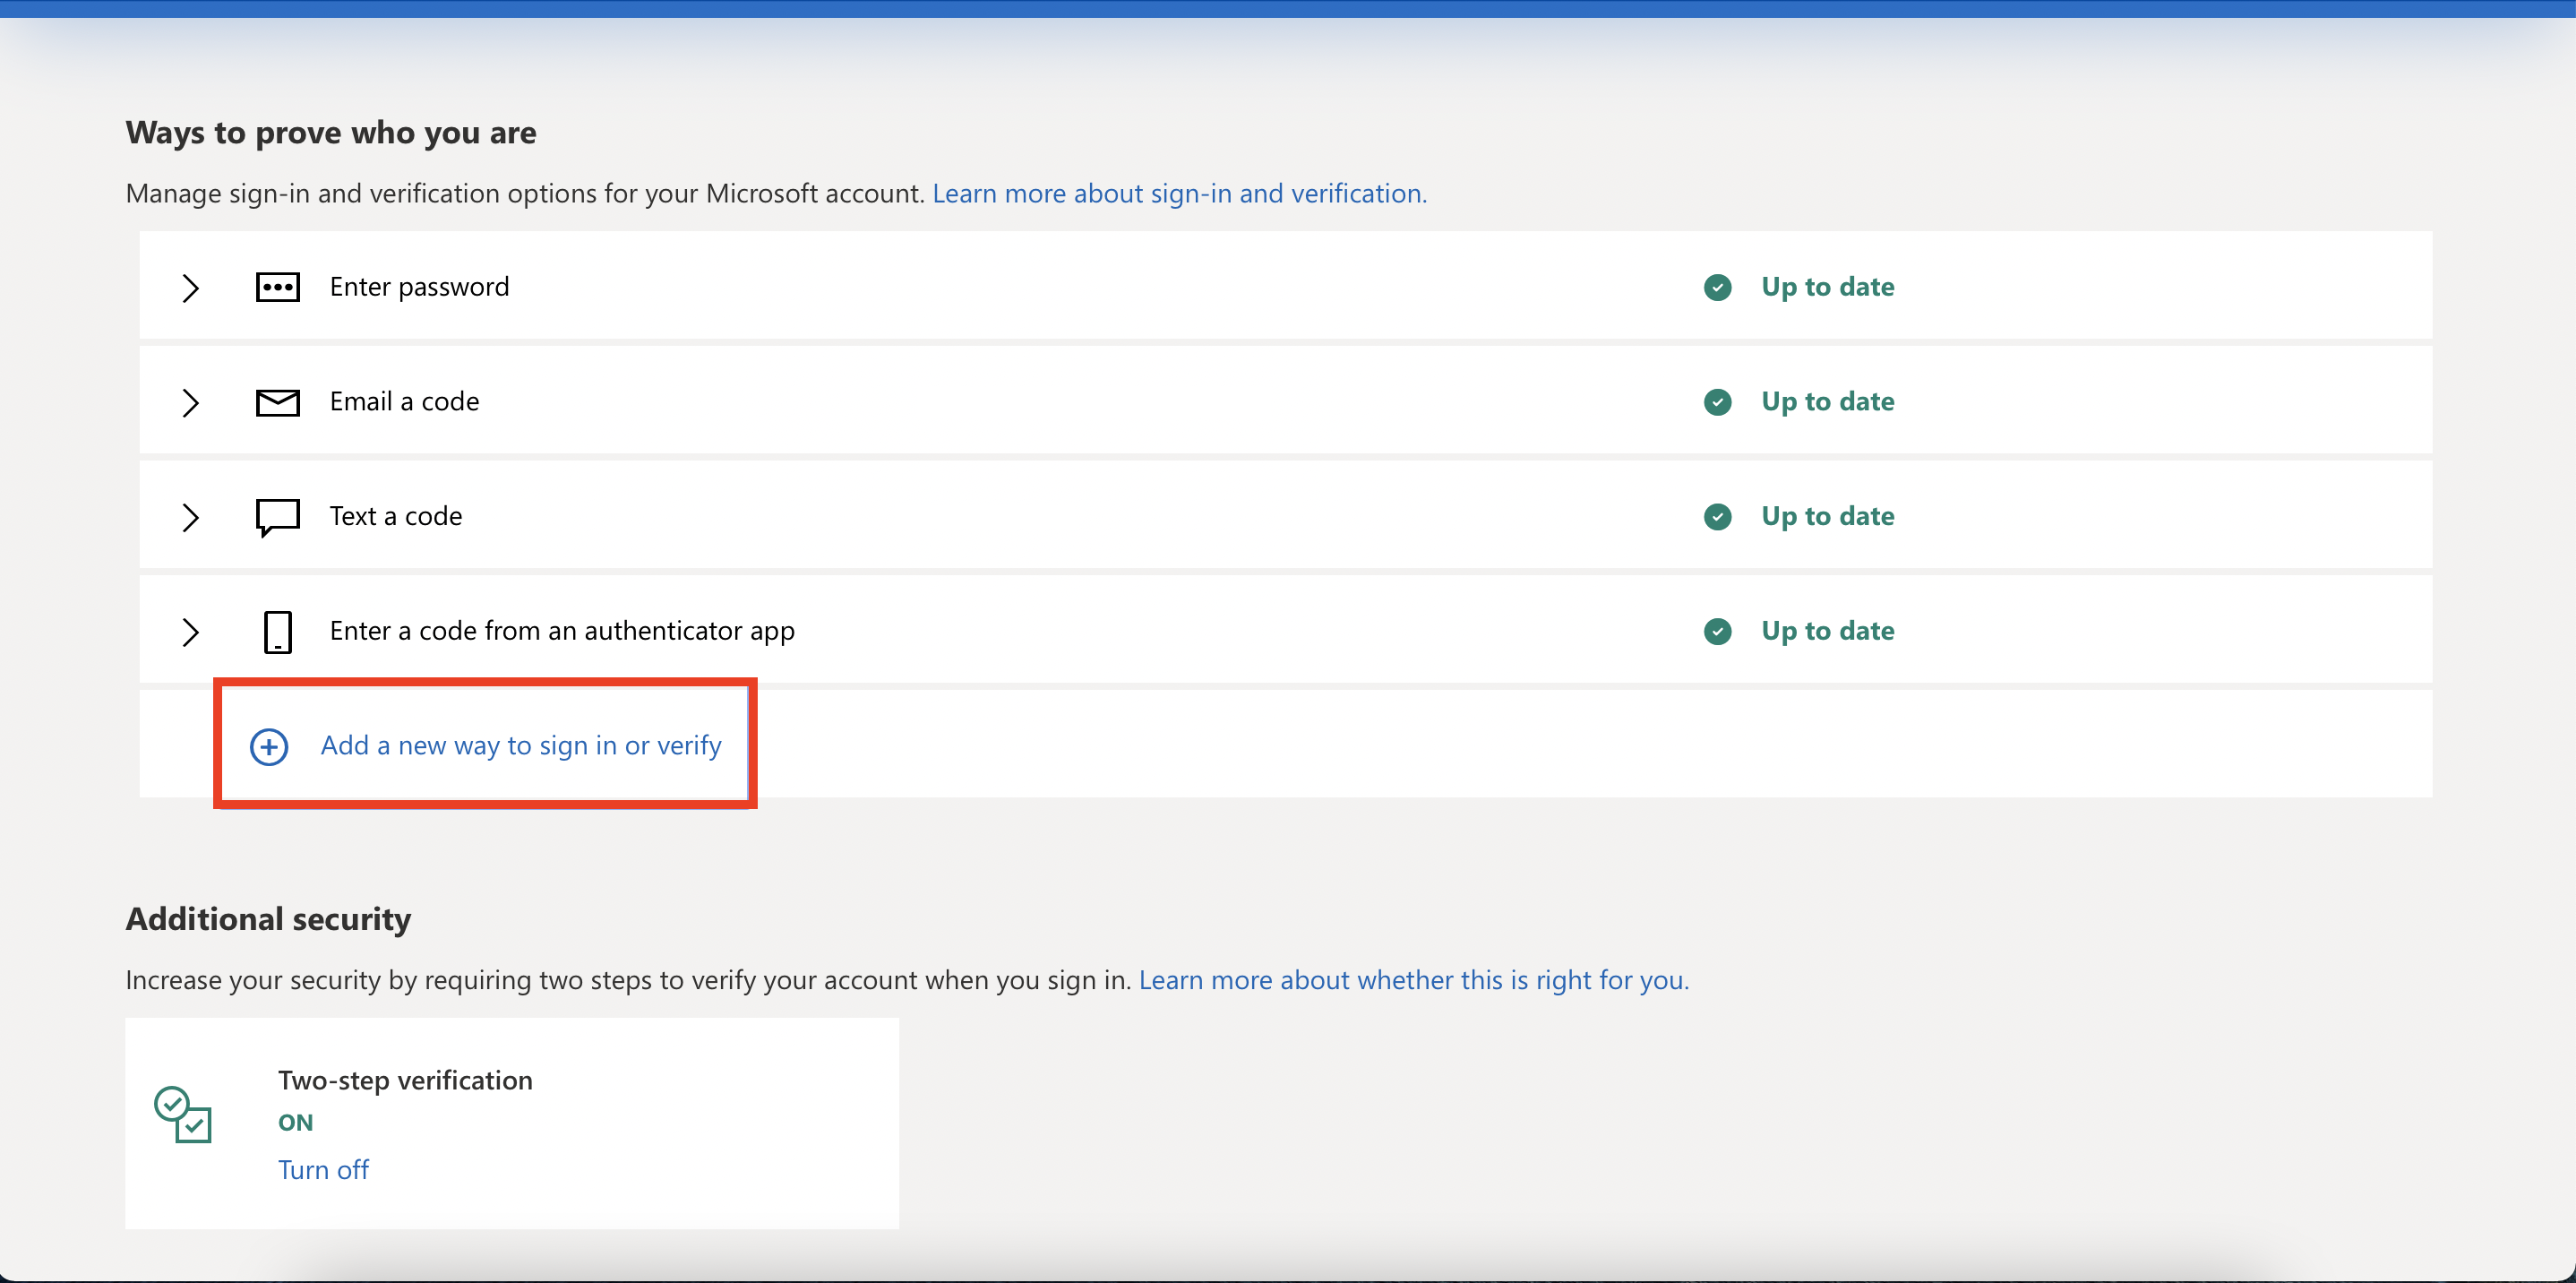 Ways to prove who you are
Manage sign-in and verification options for your Microsoft account. Learn more about sign-in and verification.
Enter password
Up to date
Email a code
Up to date
Text a code
Up to date
Enter a code from an authenticator app
Up to date
Add a new way to sign in or verify
Additional security
Increase your security by requiring two steps to verify your account when you sign in. Learn more about whether this is right for you.
Two-step verification
ON
Turn off